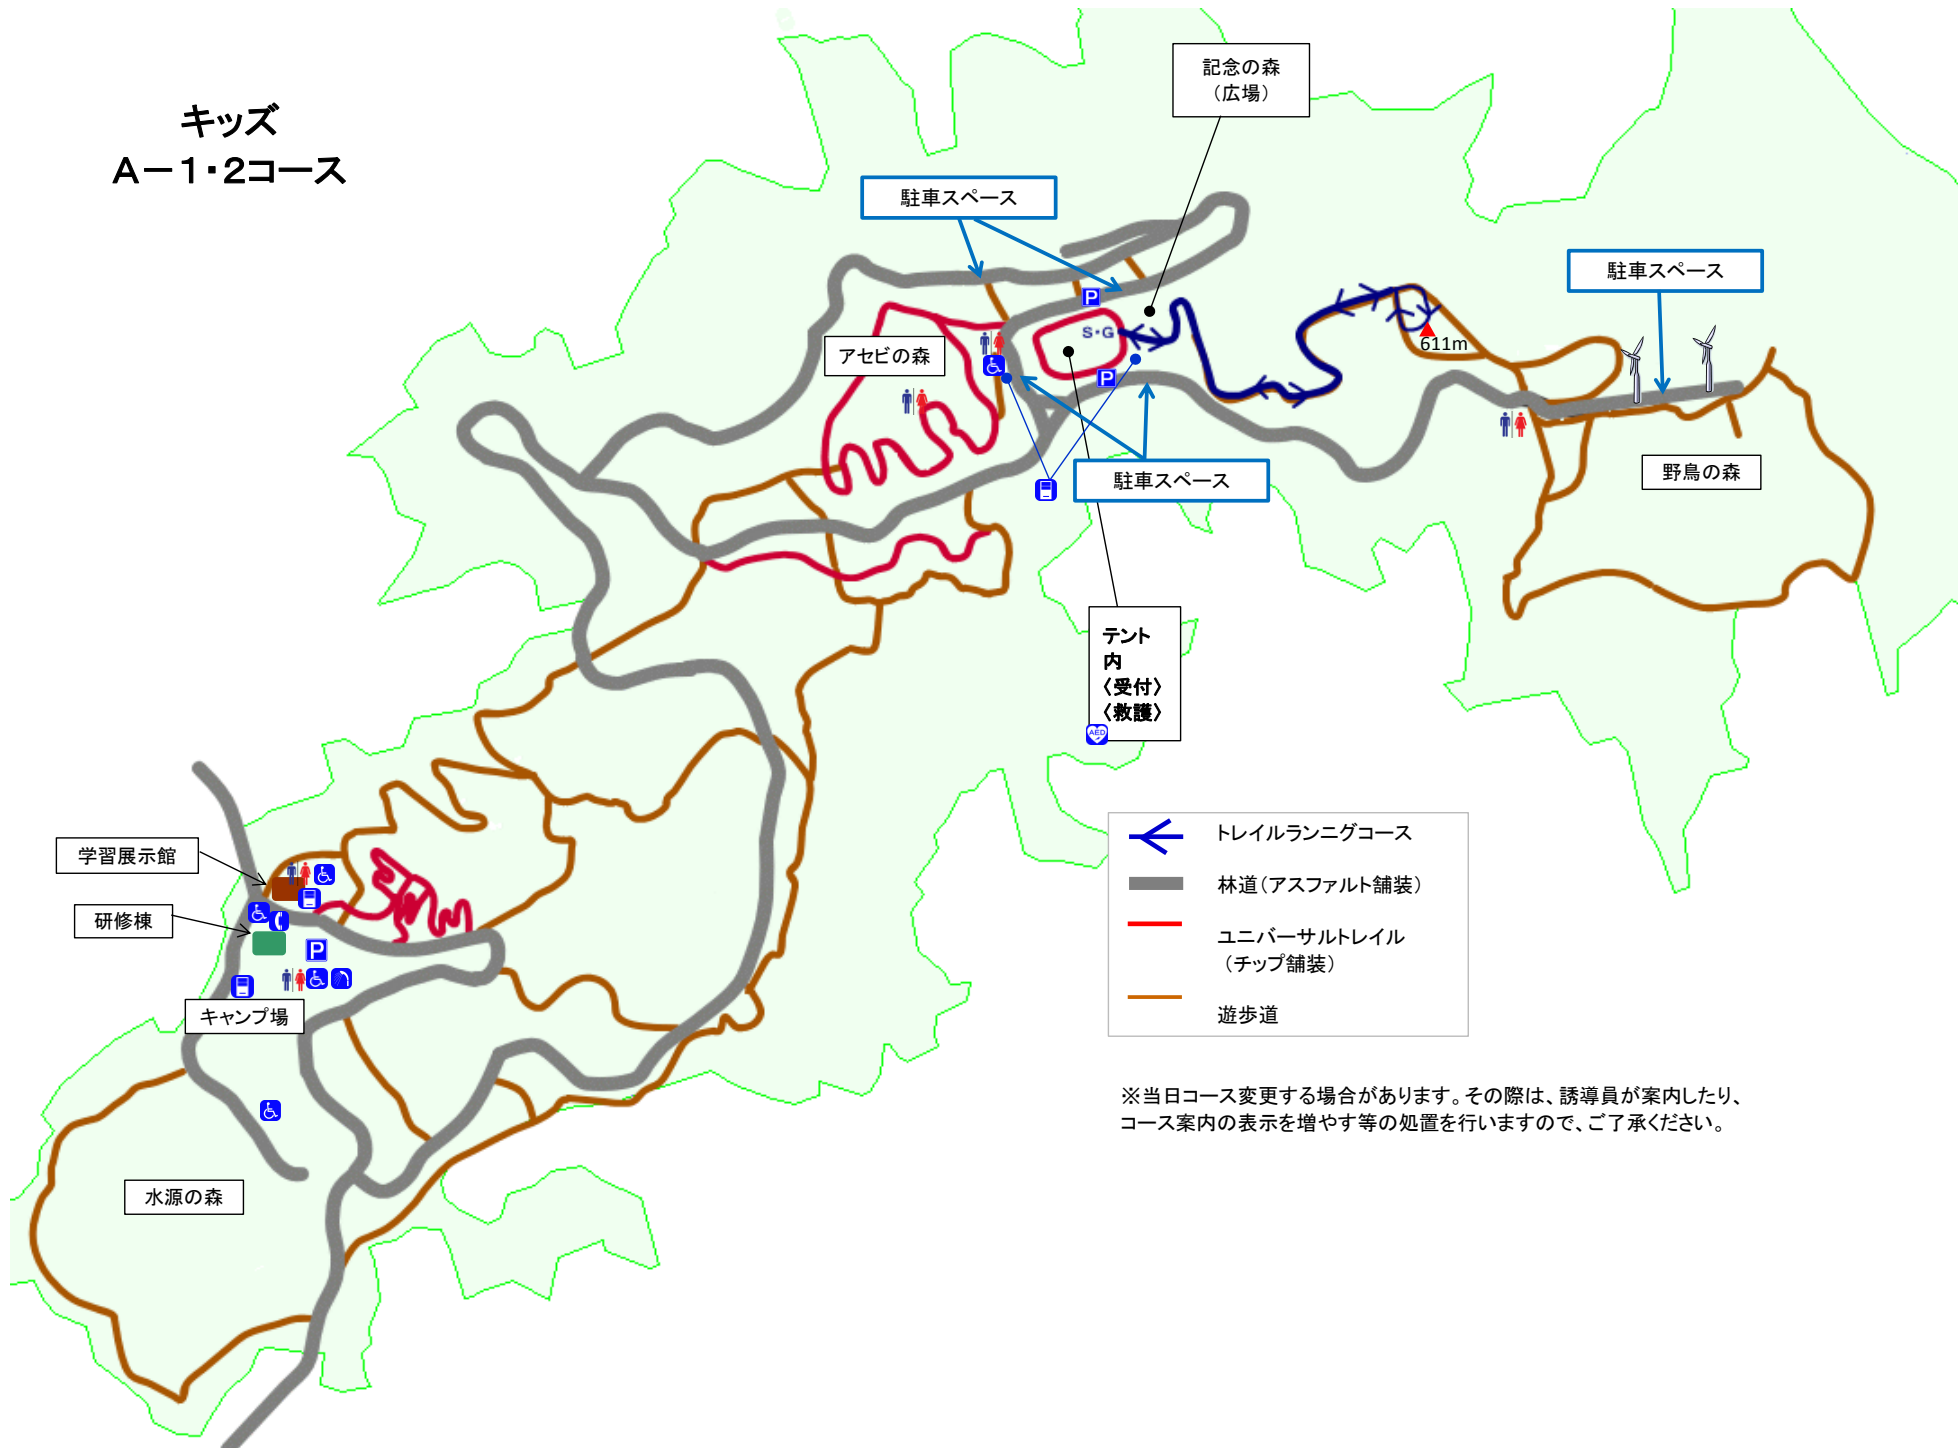 キッズ
A-1・2コース
記念の森
（広場）
駐車スペース
駐車スペース
P
S・G
アセビの森
611m
P
駐車スペース
野鳥の森
テント
内
〈受付〉
〈救護〉
AED
トレイルランニグコース
林道（アスファルト舗装）
ユニバーサルトレイル
（チップ舗装）
遊歩道
学習展示館
研修棟
P
キャンプ場
水源の森
※当日コース変更する場合があります。その際は、誘導員が案内したり、
コース案内の表示を増やす等の処置を行いますので、ご了承ください。